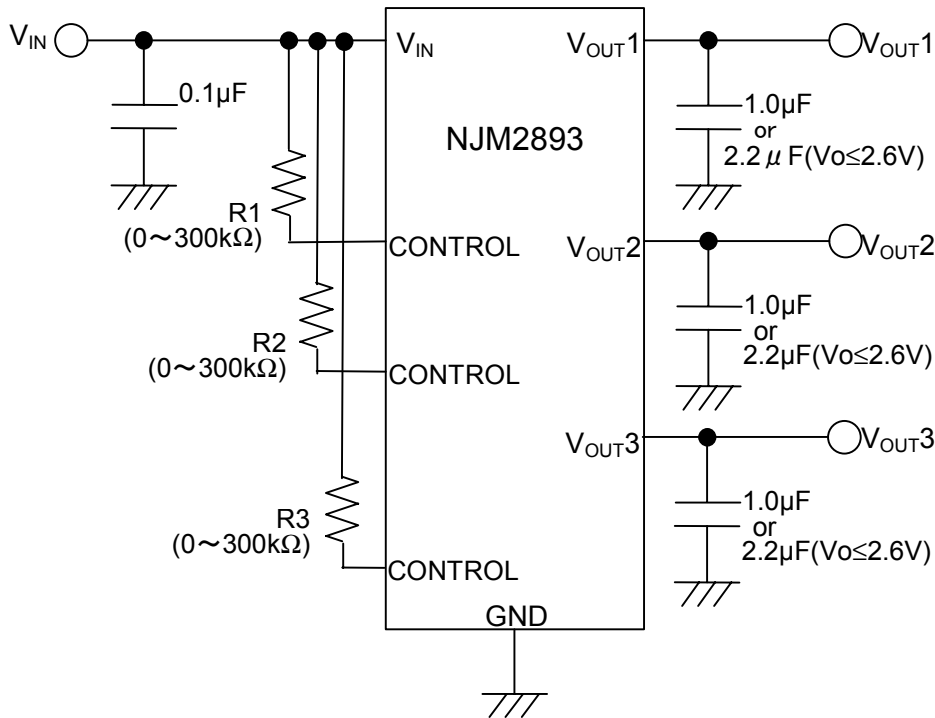 V_IN
0.1µF
R1
(0～300kΩ)
R2
(0～300kΩ)
R3
(0～300kΩ)
V_IN
NJM2893
CONTROL
CONTROL
CONTROL
GND
V_OUT1
V_OUT2
V_OUT3
V_OUT1
1.0µF
or
2.2μF(Vo≤2.6V)
V_OUT2
1.0µF
or
2.2µF(Vo≤2.6V)
V_OUT3
1.0µF
or
2.2µF(Vo≤2.6V)